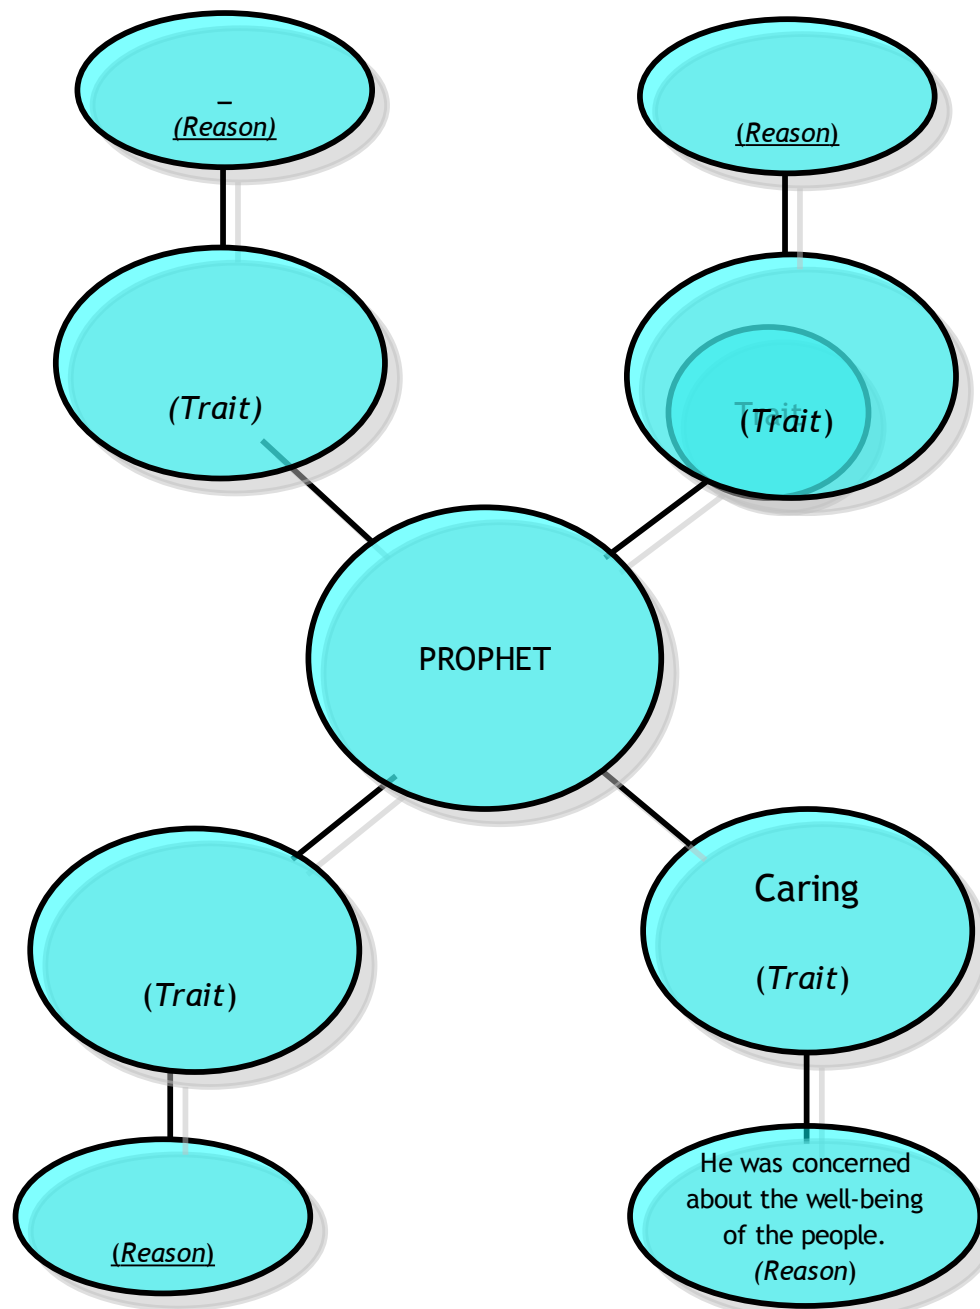 _
(Reason)
(Reason)
(Trait)
Trait
(Trait)
PROPHET
Caring
(Trait)
(Trait)
He was concerned
about the well-being
of the people.
(Reason)
(Reason)